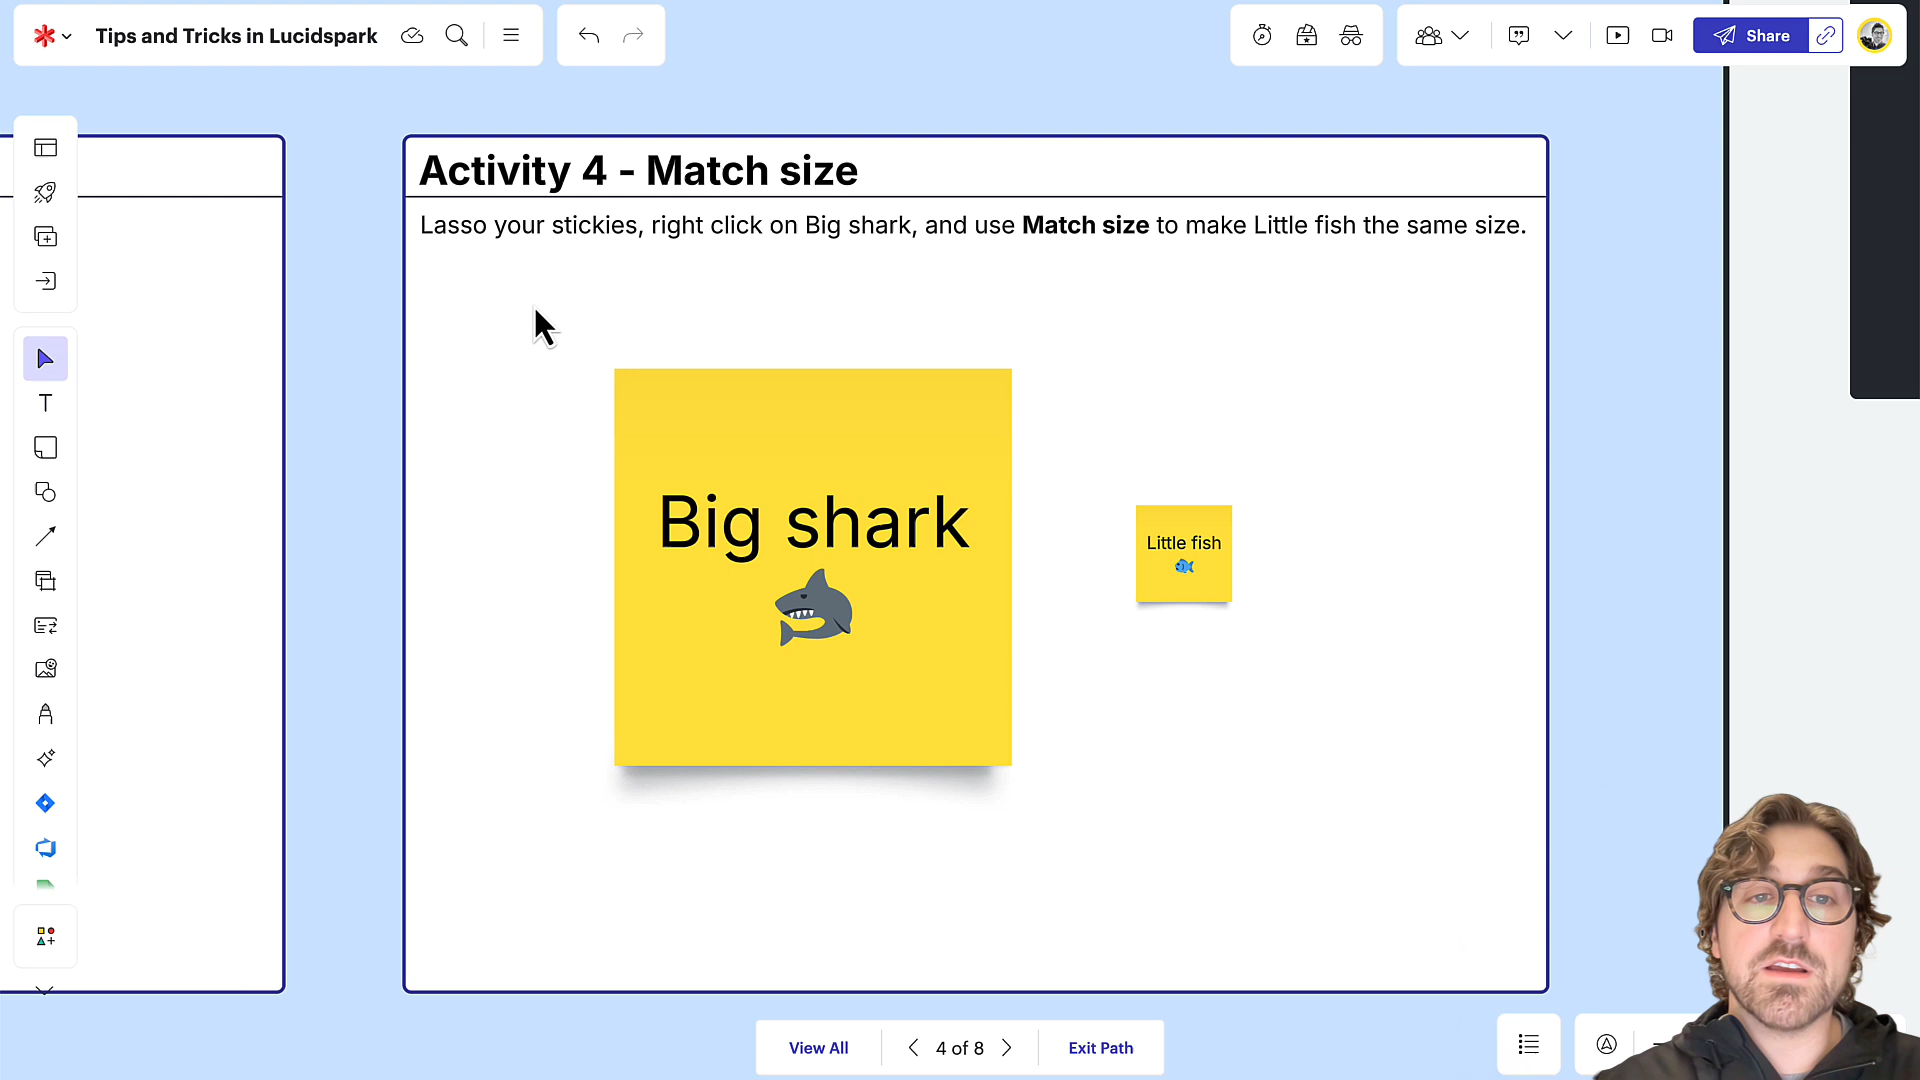 Tips and Tricks in Lucidspark
Share
Activity 4 - Match size
Lasso your stickies, right click on Big shark, and use Match size to make Little fish the same size.
Big shark
Little fish
T
View All
4 of 8
Exit Path